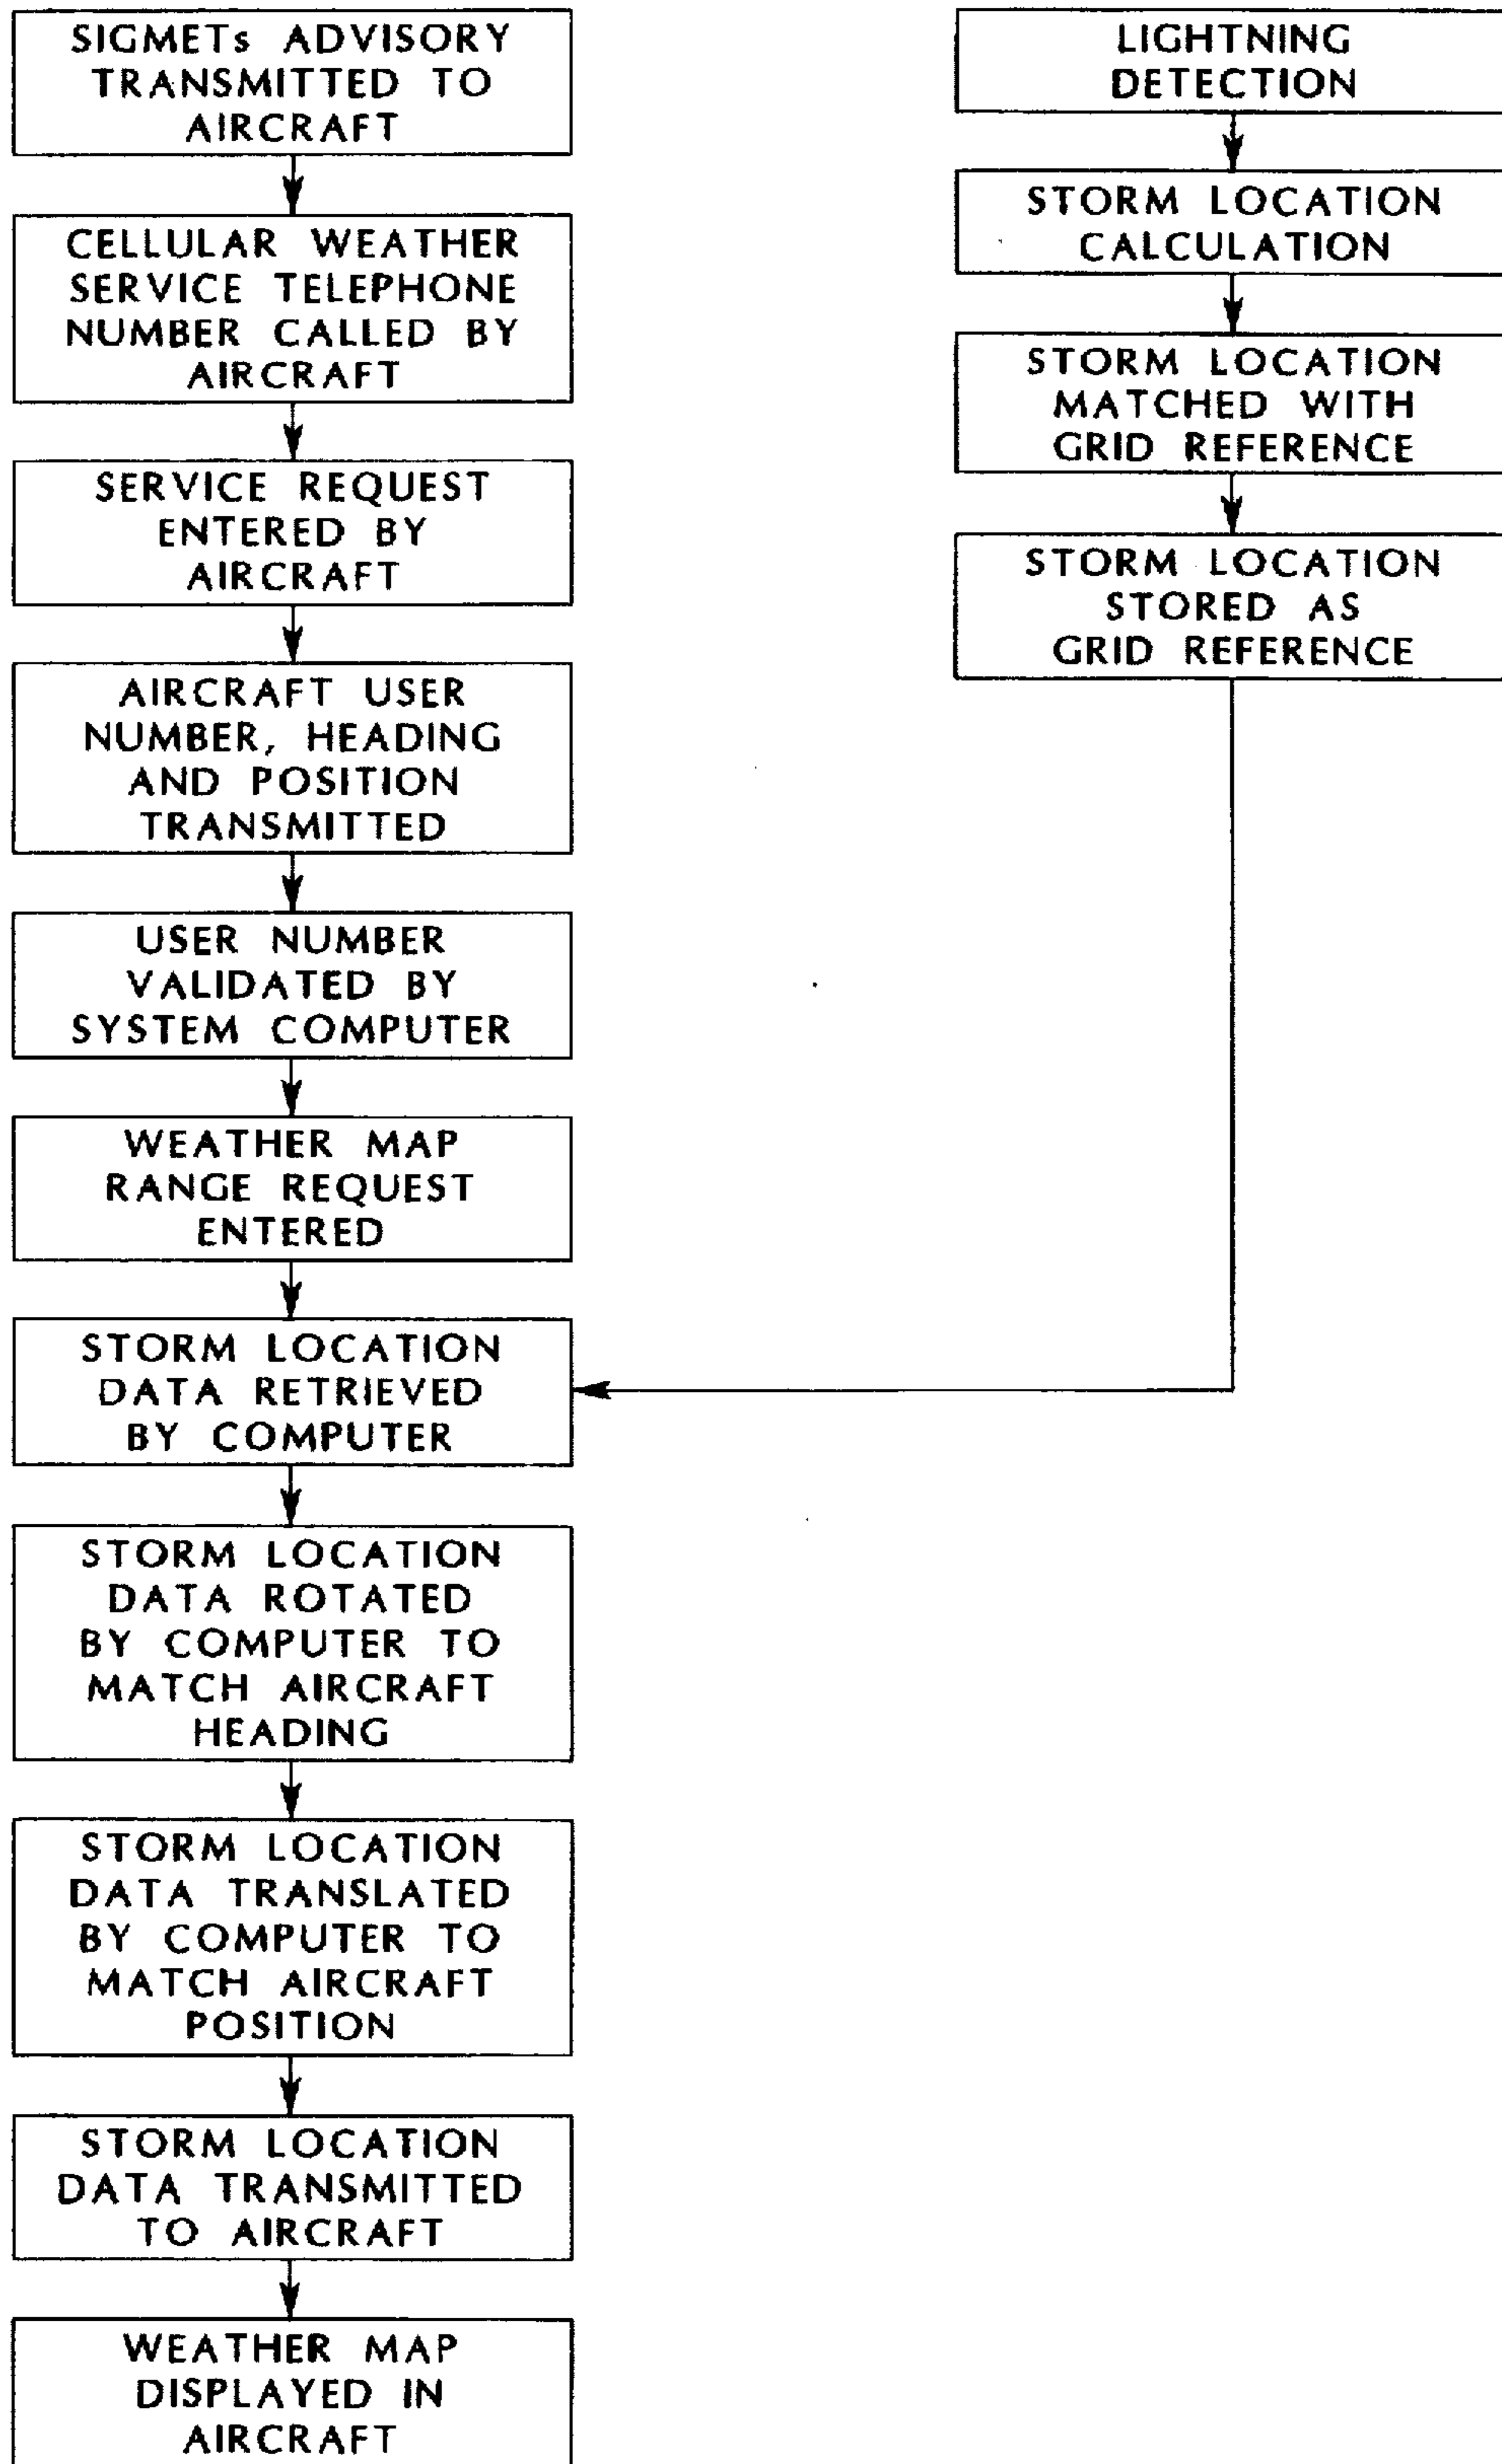 SIGMETs ADVISORY
TRANSMITTED TO
AIRCRAFT
CELLULAR WEATHER
SERVICE TELEPHONE
NUMBER CALLED BY
AIRCRAFT
SERVICE REQUEST
ENTERED BY
AIRCRAFT
AIRCRAFT USER
NUMBER, HEADING
AND POSITION
TRANSMITTED
USER NUMBER
VALIDATED BY
SYSTEM COMPUTER
WEATHER MAP
RANGE REQUEST
ENTERED
STORM LOCATION
DATA RETRIEVED
BY COMPUTER
STORM LOCATION
DATA ROTATED
BY COMPUTER TO
MATCH AIRCRAFT
HEADING
STORM LOCATION
DATA TRANSLATED
BY COMPUTER TO
MATCH AIRCRAFT
POSITION
STORM LOCATION
DATA TRANSMITTED
TO AIRCRAFT
WEATHER MAP
DISPLAYED IN
AIRCRAFT
LIGHTNING
DETECTION
STORM LOCATION
CALCULATION
STORM LOCATION
MATCHED WITH
GRID REFERENCE
STORM LOCATION
STORED AS
GRID REFERENCE